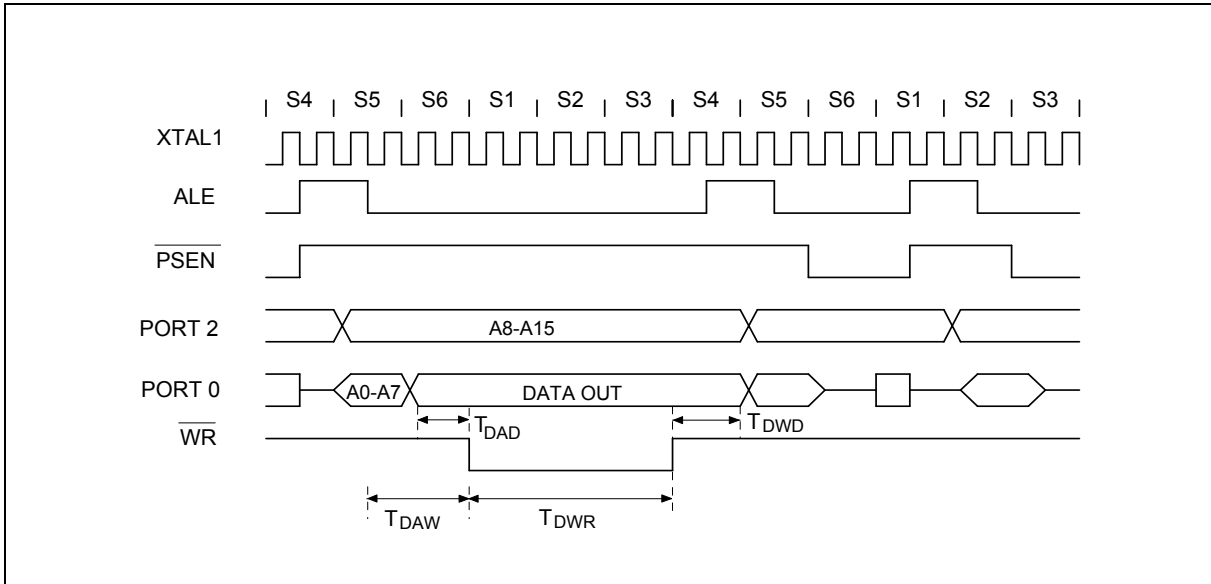 S4 S5 S6 S1 S2 S3 S4 S5 S6 S1 S2 S3
XTAL1
ALE
PSEN
PORT 2
A8-A15
PORT 0
A0-A7
DATA OUT
TDAD
TDWD
WR
TDAW
TDWR